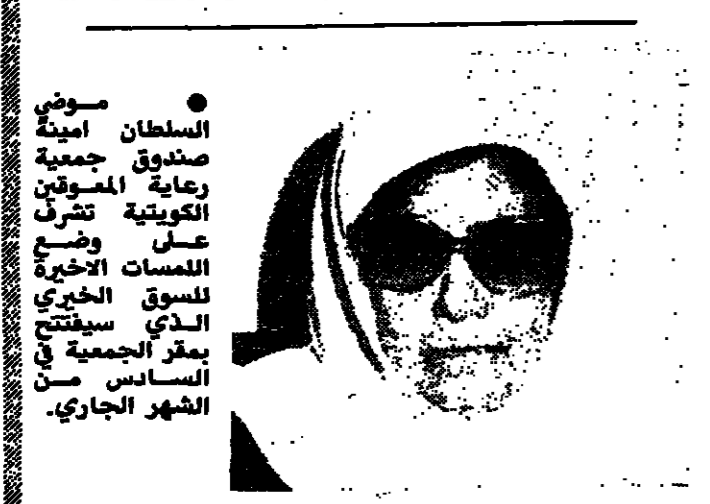 ● موضي
السلطان امينة
صندوق جمعية
رعاية المعوقين
الكويتية تشرف
على وضع
اللمسات الاخيرة
للسوق الخيري
الذي سيفتتح
بمقر الجمعية في
السادس من
الشهر الجاري.